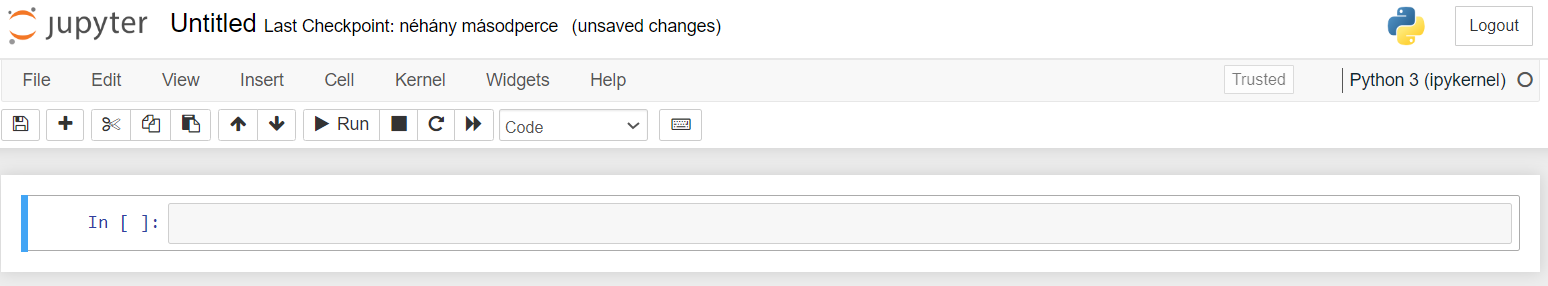 jupyter Untitled Last Checkpoint: néhány másodperce (unsaved changes) Logout
File Edit View Insert Cell Kernel Widgets Help Trusted Python 3 (ipykernel)
Run Code
In [ ]: